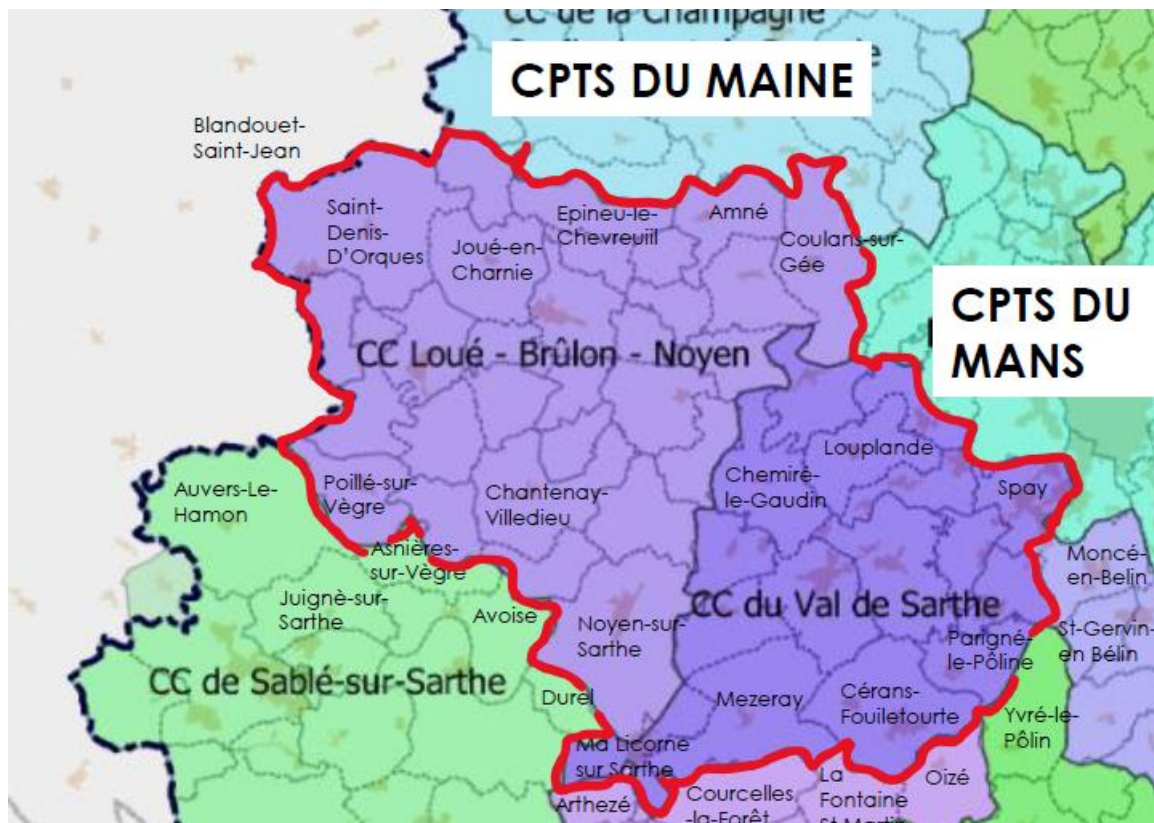 CC de la Champagne
CPTS DU MAINE
Blandouet-
Saint-Jean
Saint-
Denis-
D'Orques
Joué-en-
Charnie
Epineu-le-
Chevreuiil
Amné
Coulans-sur-
Gée
CPTS DU
MANS
CC Loué - Brûlon - Noyen
Louplande
Chemiré-
le-Gaudin
Spay
Auvers-Le-
Hamon
Poillé-sur-
Vègre
Chantenay-
Villedieu
Asnières-
sur-Vègre
Moncé-
en-Belin
Juignè-sur-
Sarthe
Avoise
Noyen-sur-
Sarthe
CC du Val de Sarthe
St-Gervin-
en Bélin
Parigné-
le-Pôline
CC de Sablé-sur-Sarthe
Durel
Mezeray
Cérans-
Fouiletourte
Yvré-le-
Pôlin
Ma Licorne
sur Sarthe
Arthezé
Courcelles
-la-Forêt
La
Fontaine
St-Martin
Oizé